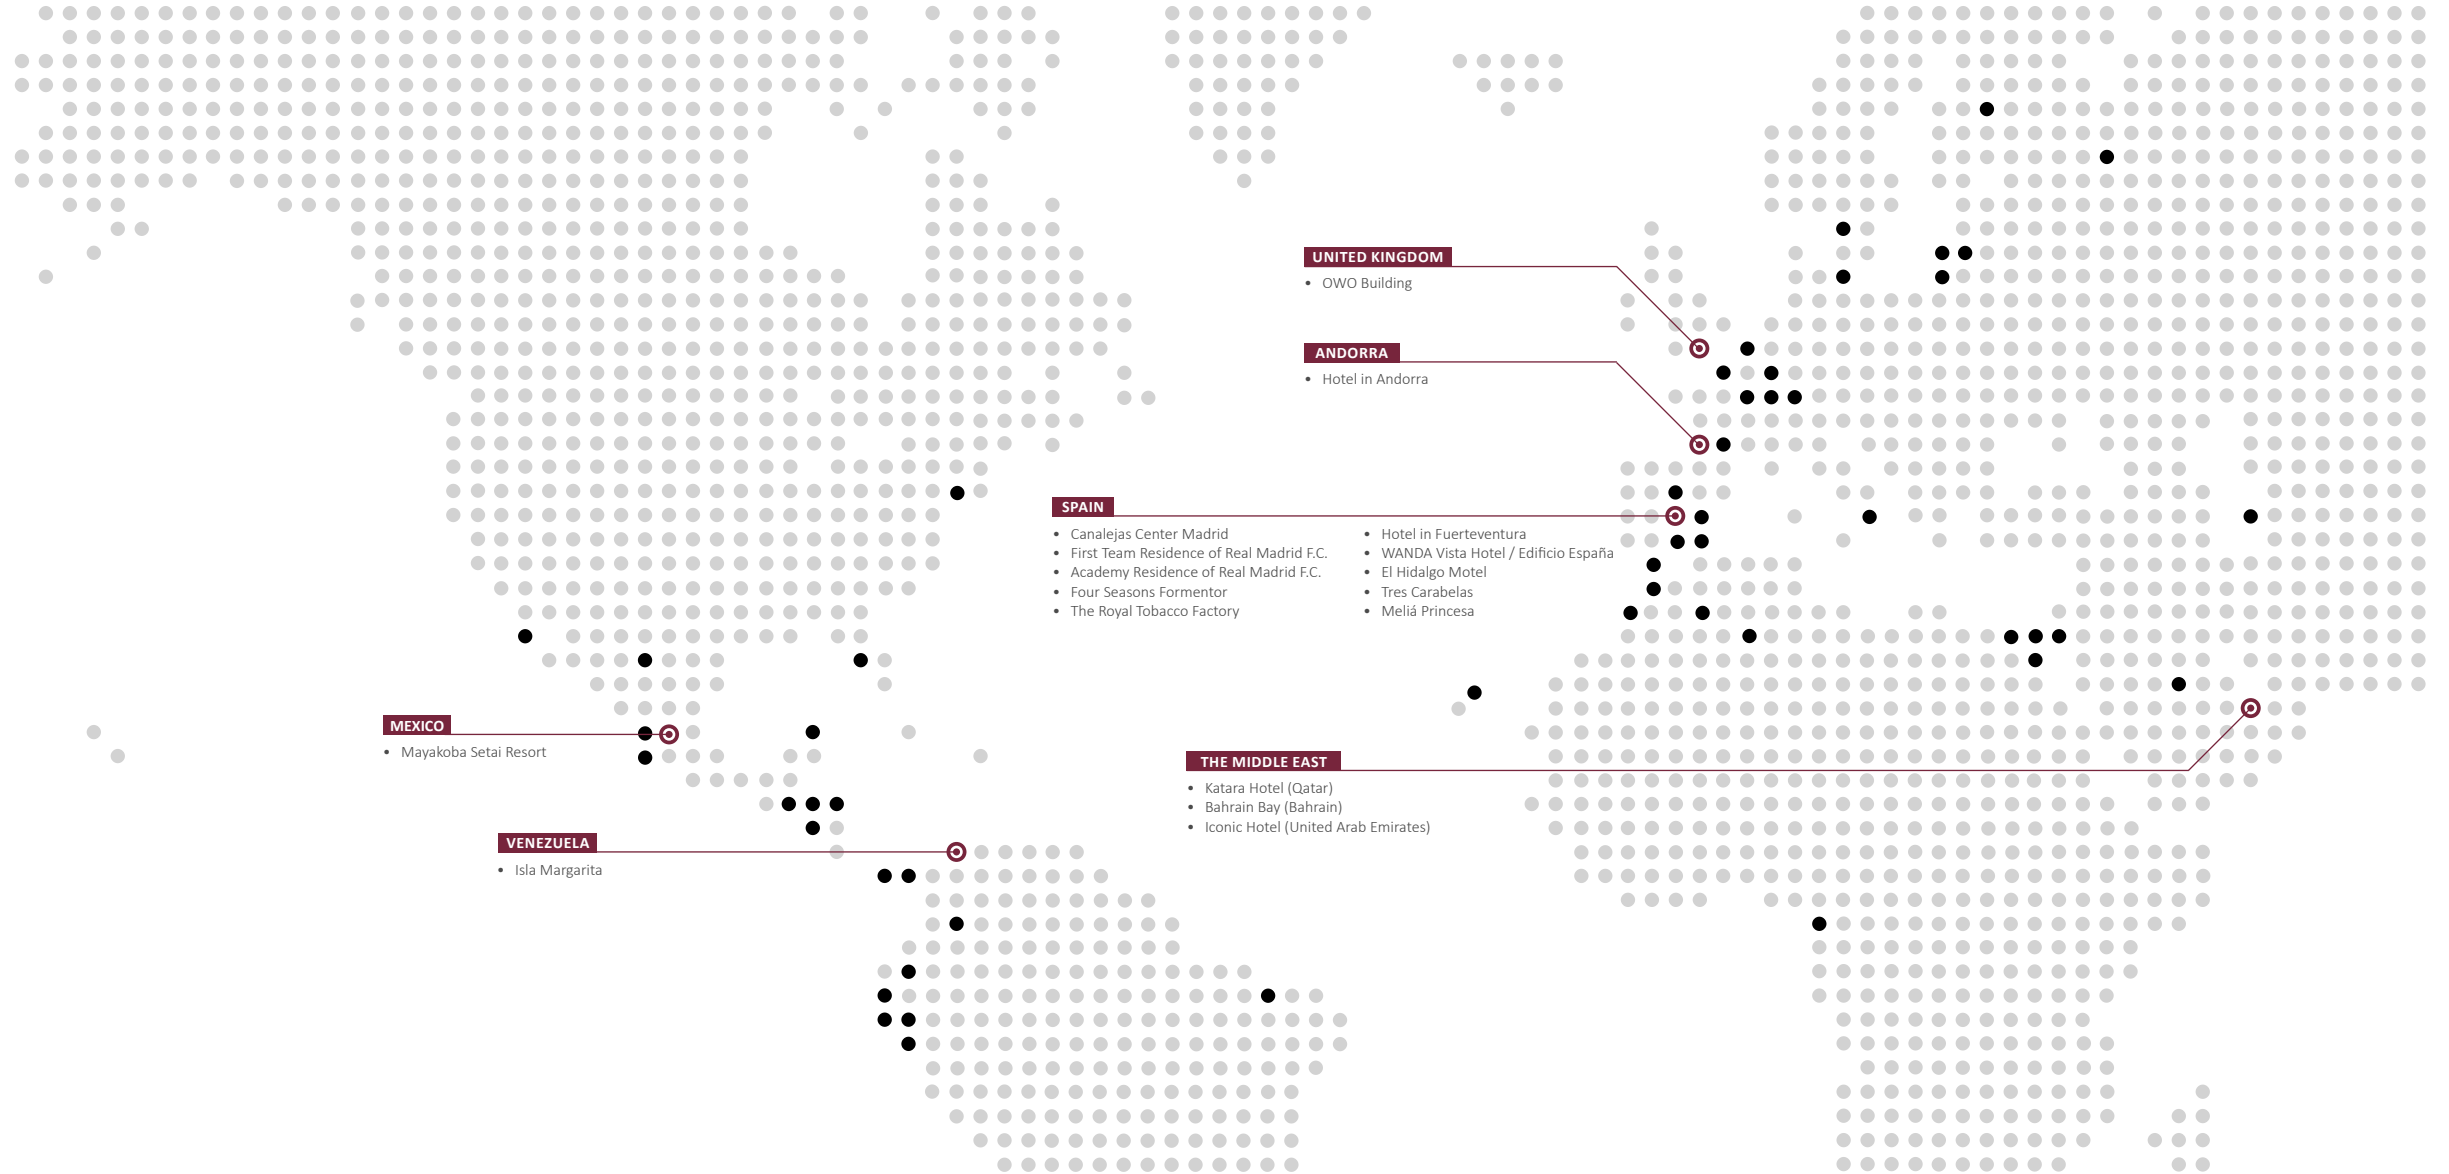 UNITED KINGDOM
• OWO Building
ANDORRA
• Hotel in Andorra
SPAIN
• Canalejas Center Madrid
• First Team Residence of Real Madrid F.C.
• Academy Residence of Real Madrid F.C.
• Four Seasons Formentor
• The Royal Tobacco Factory
• Hotel in Fuerteventura
• WANDA Vista Hotel / Edificio España
• El Hidalgo Motel
• Tres Carabelas
• Meliá Princesa
MEXICO
• Mayakoba Setai Resort
THE MIDDLE EAST
• Katara Hotel (Qatar)
• Bahrain Bay (Bahrain)
• Iconic Hotel (United Arab Emirates)
VENEZUELA
• Isla Margarita